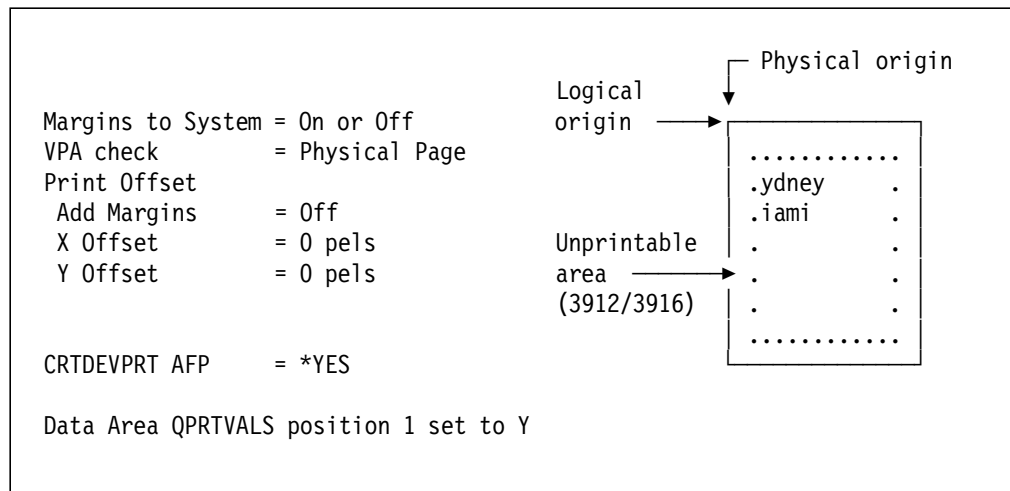 Physical origin
Logical
origin
Margins to System = On or Off
VPA check = Physical Page
Print Offset
Add Margins = Off
X Offset = 0 pels
Y Offset = 0 pels
............
.ydney .
.iami .
. .
Unprintable
area
(3912/3916)
. .
. .
............
CRTDEVPRT AFP = *YES
Data Area QPRTVALS position 1 set to Y